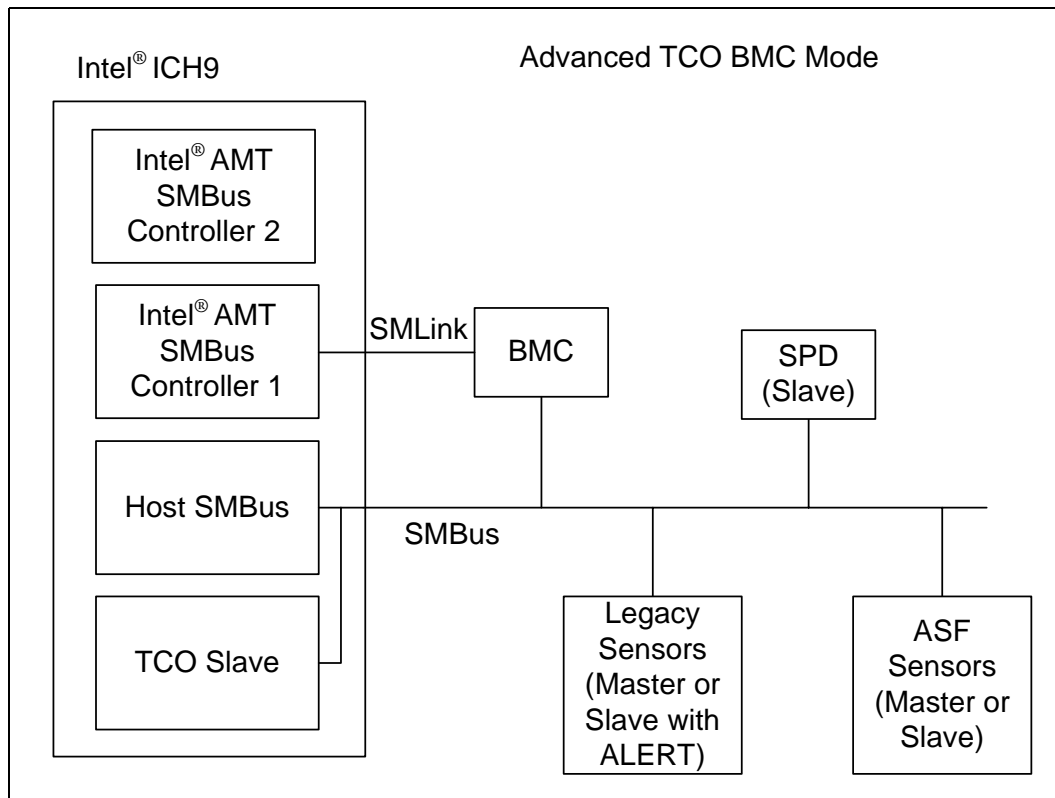 Advanced TCO BMC Mode
Intel® ICH9
Intel® AMT
SMBus
Controller 2
Intel® AMT
SMBus
Controller 1
SMLink
BMC
SPD
(Slave)
Host SMBus
SMBus
TCO Slave
Legacy
Sensors
(Master or
Slave with
ALERT)
ASF
Sensors
(Master or
Slave)